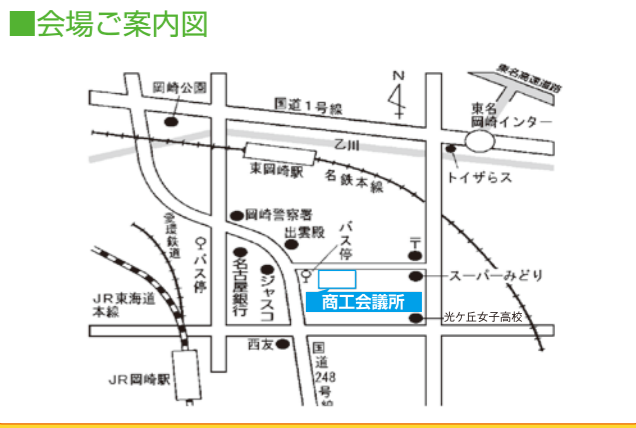 ■会場ご案内図
東名高速道路
岡崎公園
N
国道1号線
東名
岡崎インター
乙川
東岡崎駅
名鉄本線
トイザらス
愛環鉄道
岡崎警察署
バス停
出雲殿
〒
バス停
名古屋銀行
ジャスコ
スーパーみどり
JR東海道
本線
商工会議所
光ケ丘女子高校
西友
国道248号線
JR岡崎駅